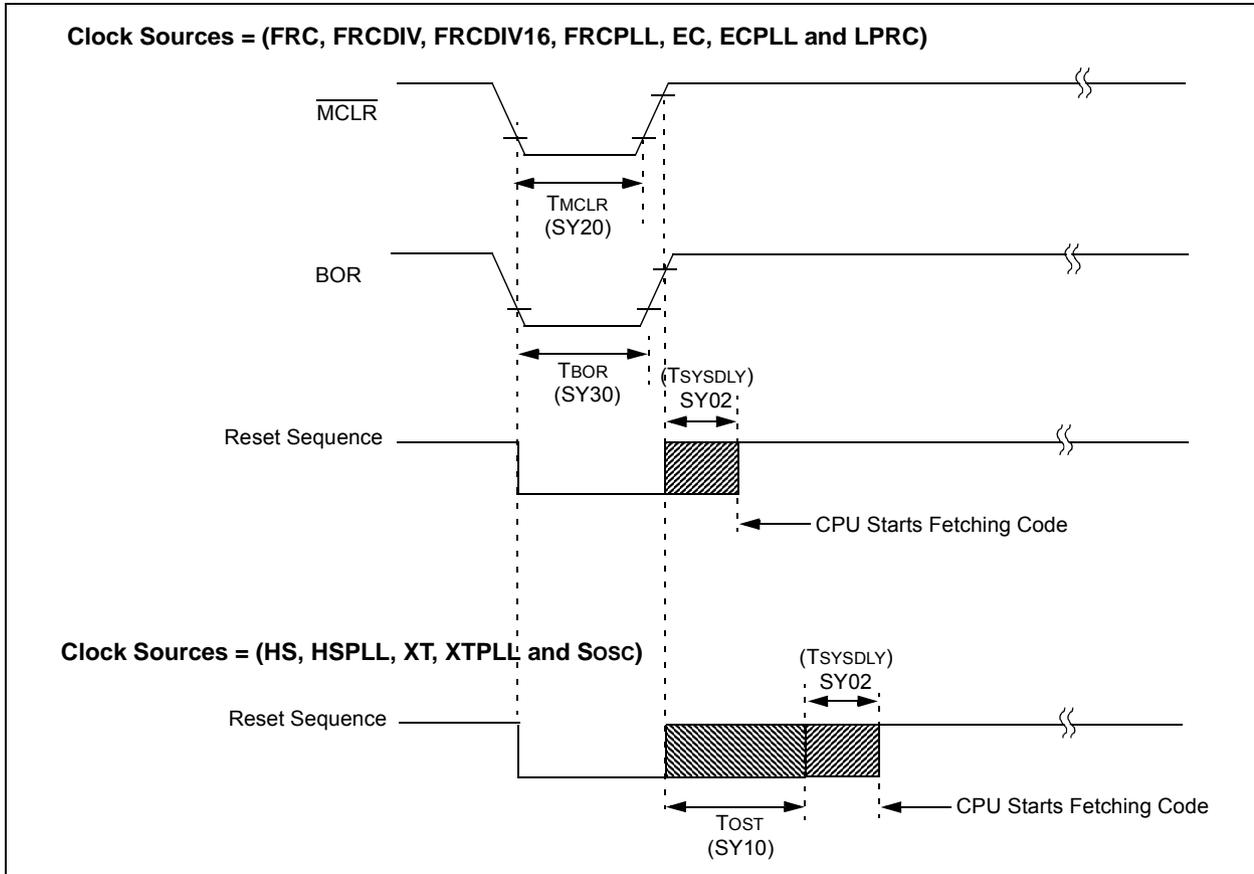 Clock Sources = (FRC, FRCDIV, FRCDIV16, FRCPLL, EC, ECPLL and LPRC)
MCLR
TMCLR
(SY20)
BOR
TBOR
(SY30)
(TSYSDLY)
SY02
Reset Sequence
CPU Starts Fetching Code
Clock Sources = (HS, HSPLL, XT, XTPLL and SOSC)
(TSYSDLY)
SY02
Reset Sequence
CPU Starts Fetching Code
TOST
(SY10)